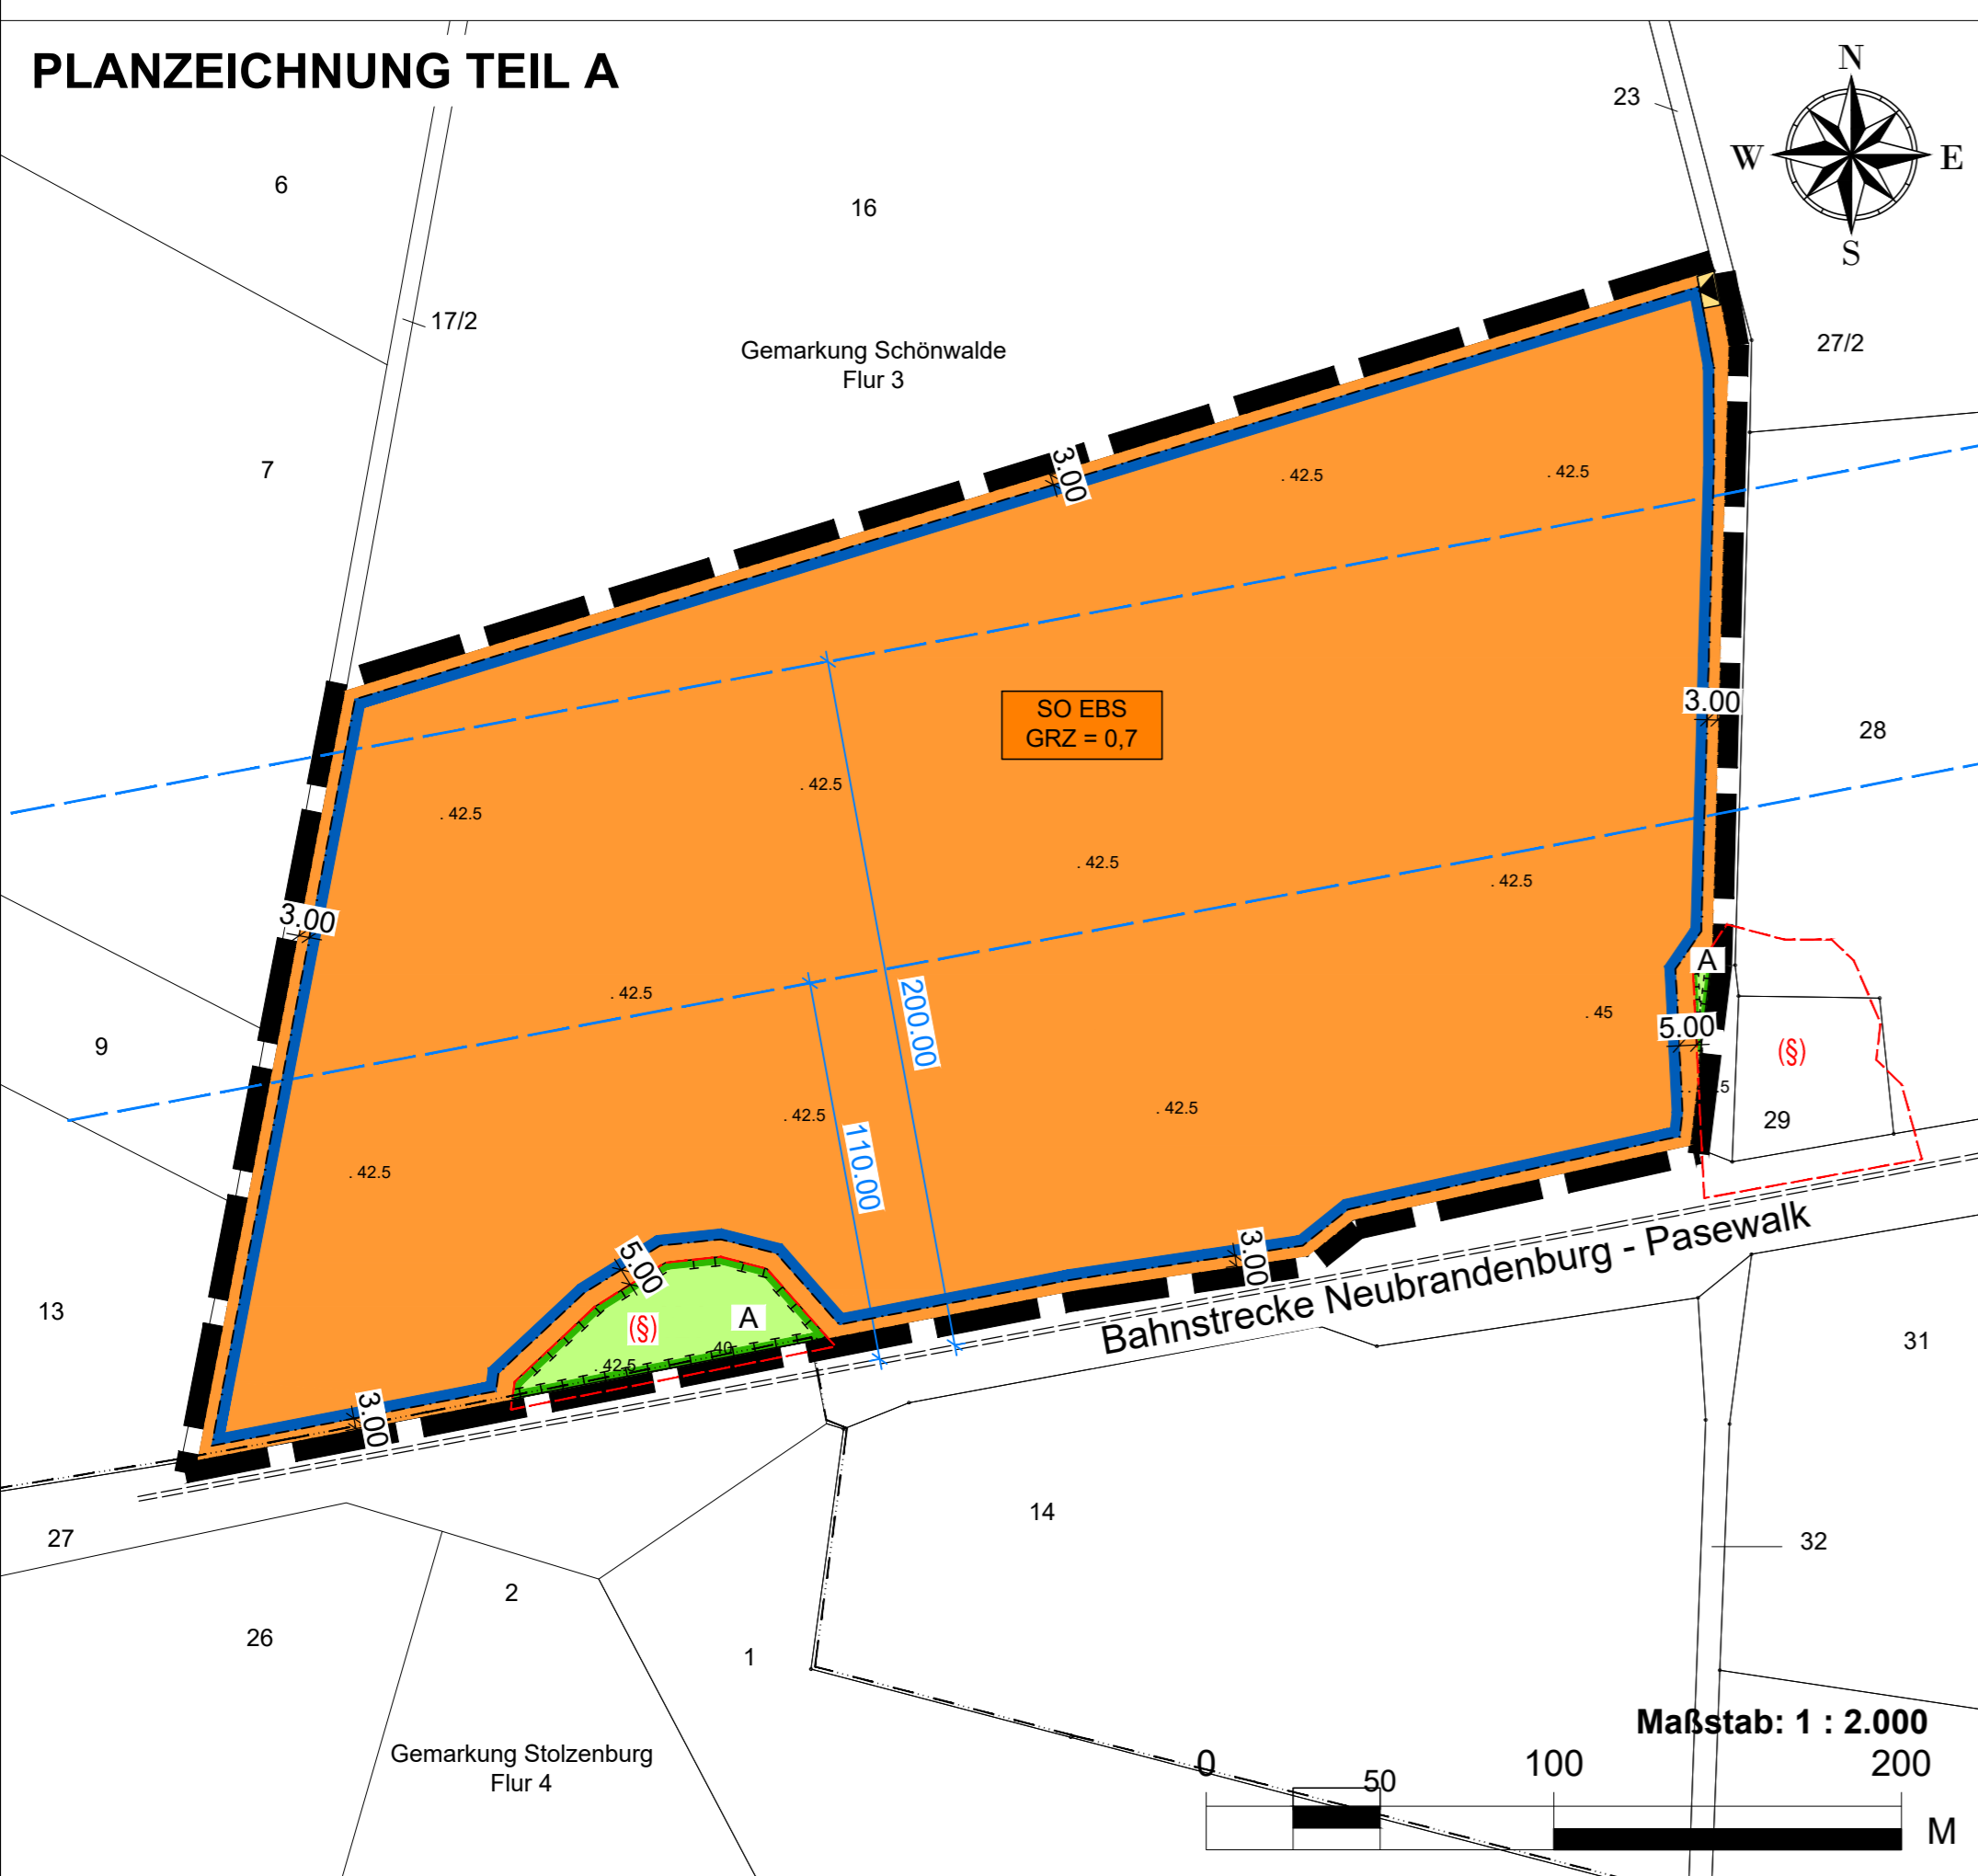 PLANZEICHNUNG TEIL A
N
W
E
S
23
6
16
17/2
Gemarkung Schönwalde
Flur 3
27/2
7
3.00
. 42.5
. 42.5
SO EBS
GRZ = 0,7
3.00
28
. 42.5
. 42.5
. 42.5
. 42.5
3.00
A
. 42.5
200.00
. 45
5.00
9
(§)
. 42.5
. 42.5
29
110.00
. 42.5
Bahnstrecke Neubrandenburg - Pasewalk
5.00
3.00
13
(§)
A
40
. 42.5
31
3.00
14
27
32
2
26
1
Gemarkung Stolzenburg
Flur 4
Maßstab: 1 : 2.000
0
50
100
200
M